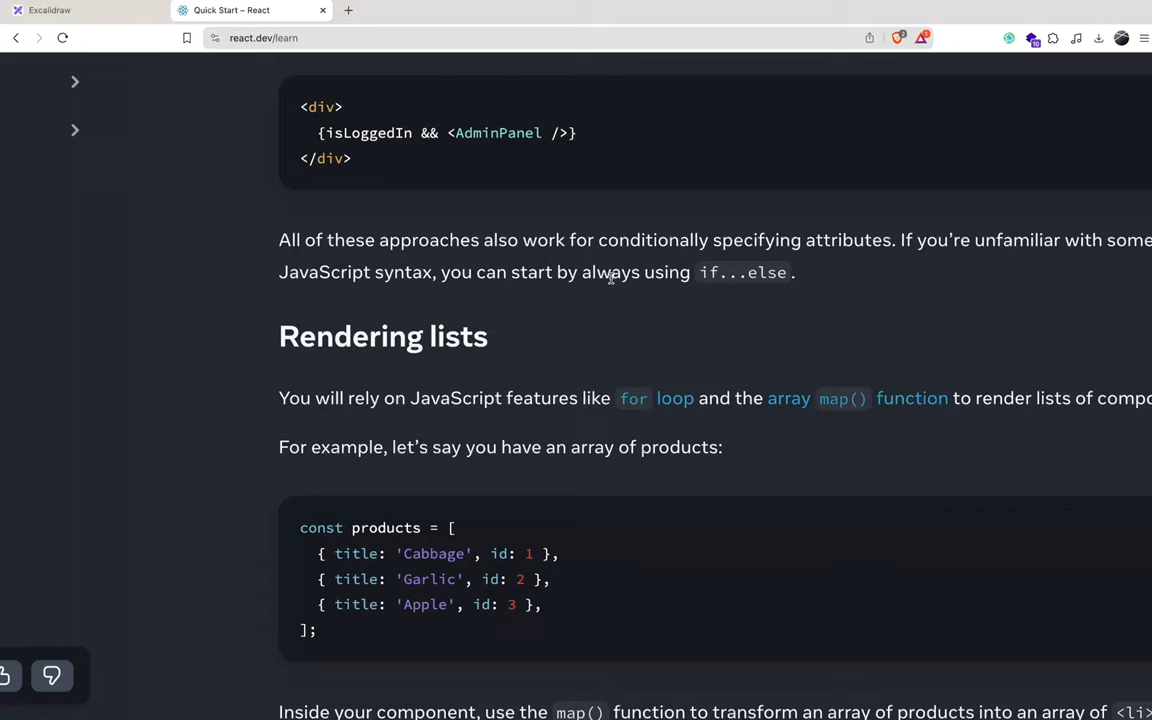 Excalidraw
Quick Start – React
react.dev/learn
2
1
10
<div>
{isLoggedIn && <AdminPanel />}
</div>
All of these approaches also work for conditionally specifying attributes. If you’re unfamiliar with some
JavaScript syntax, you can start by always using if...else.
Rendering lists
You will rely on JavaScript features like for loop and the array map() function to render lists of compo
For example, let’s say you have an array of products:
const products = [
{ title: 'Cabbage', id: 1 },
{ title: 'Garlic', id: 2 },
{ title: 'Apple', id: 3 },
];
Inside your component, use the map() function to transform an array of products into an array of <li>